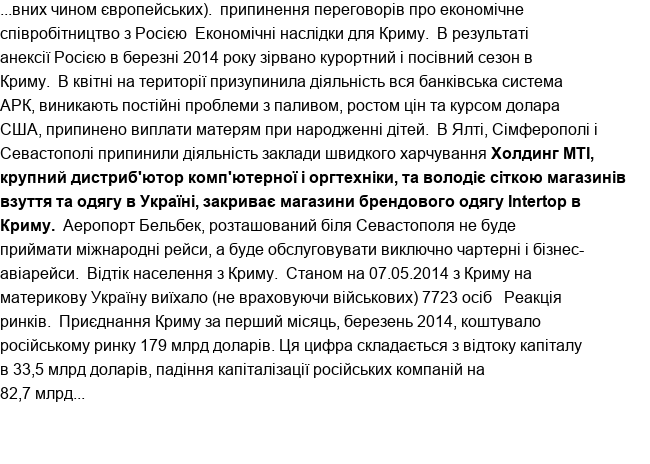 ...вних чином європейських).  припинення переговорів про економічне
співробітництво з Росією  Економічні наслідки для Криму.  В результаті
анексії Росією в березні 2014 року зірвано курортний і посівний сезон в
Криму.  В квітні на території призупинила діяльність вся банківська система
АРК, виникають постійні проблеми з паливом, ростом цін та курсом долара
США, припинено виплати матерям при народженні дітей.  В Ялті, Сімферополі і
Севастополі припинили діяльність заклади швидкого харчування Холдинг МТІ,
крупний дистриб'ютор комп'ютерної і оргтехніки, та володіє сіткою магазинів
взуття та одягу в Україні, закриває магазини брендового одягу Intertop в
Криму.  Аеропорт Бельбек, розташований біля Севастополя не буде
приймати міжнародні рейси, а буде обслуговувати виключно чартерні і бізнес-
авіарейси.  Відтік населення з Криму.  Станом на 07.05.2014 з Криму на
материкову Україну виїхало (не враховуючи військових) 7723 осіб   Реакція
ринків.  Приєднання Криму за перший місяць, березень 2014, коштувало
російському ринку 179 млрд доларів. Ця цифра складається з відтоку капіталу
в 33,5 млрд доларів, падіння капіталізації російських компаній на
82,7 млрд...